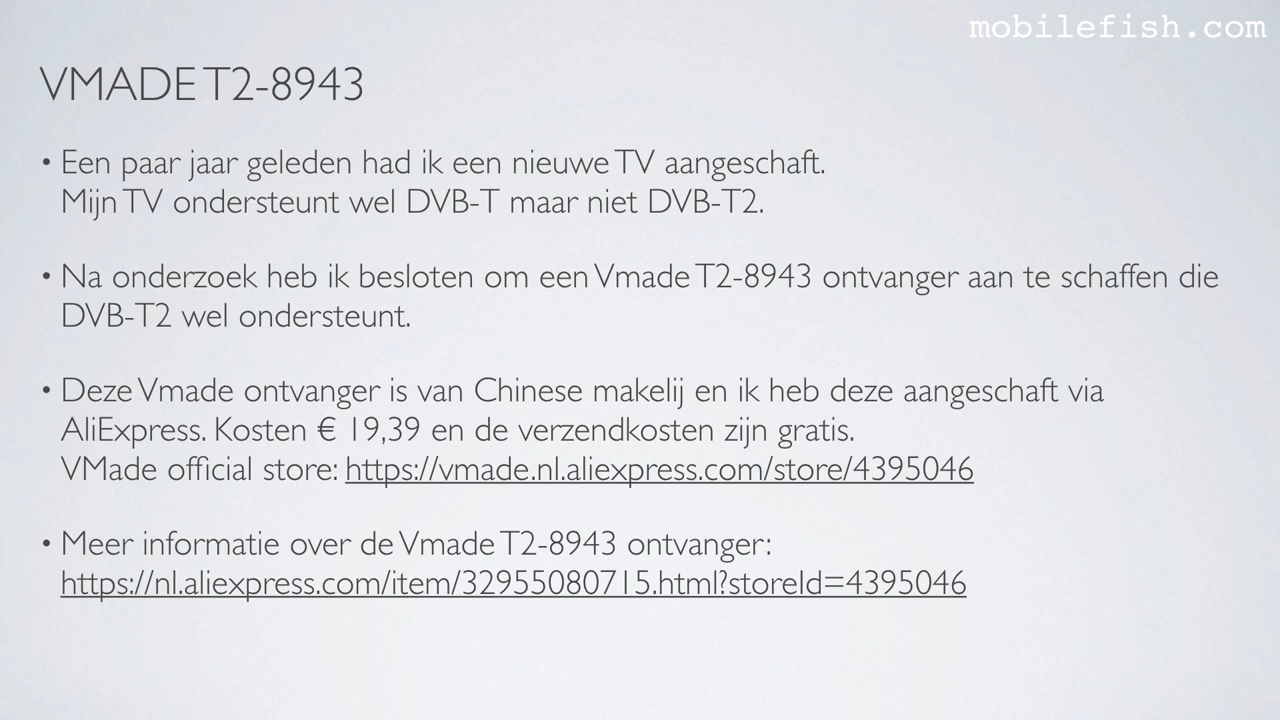 mobilefish.com
VMADE T2-8943
• Een paar jaar geleden had ik een nieuwe TV aangeschaft.
Mijn TV ondersteunt wel DVB-T maar niet DVB-T2.
• Na onderzoek heb ik besloten om een Vmade T2-8943 ontvanger aan te schaffen die
DVB-T2 wel ondersteunt.
• Deze Vmade ontvanger is van Chinese makelij en ik heb deze aangeschaft via
AliExpress. Kosten € 19,39 en de verzendkosten zijn gratis.
VMade official store: https://vmade.nl.aliexpress.com/store/4395046
• Meer informatie over de Vmade T2-8943 ontvanger:
https://nl.aliexpress.com/item/32955080715.html?storeId=4395046